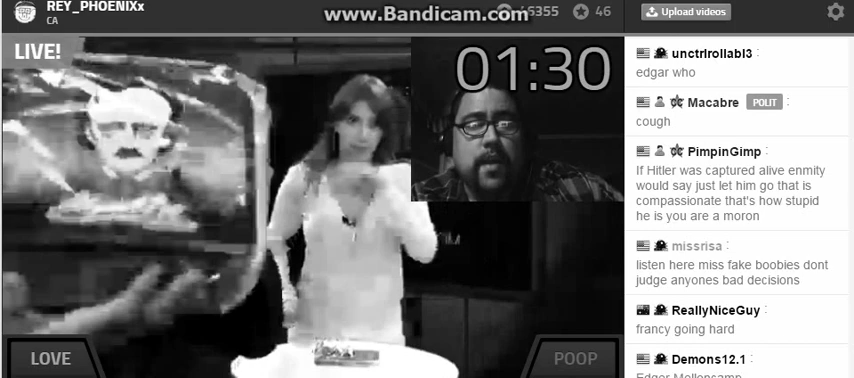 REY_PHOENIXx
CA
www.Bandicam.com
46
Upload videos
LIVE!
01:30
unctrlrollabl3 :
edgar who
Macabre POLIT :
cough
PimpinGimp :
If Hitler was captured alive enmity
would say just let him go that is
compassionate that's how stupid
he is you are a moron
missrisa :
listen here miss fake boobies dont
judge anyones bad decisions
ReallyNiceGuy :
francy going hard
Demons12.1 :
Edger Mellencamp
LOVE
POOP